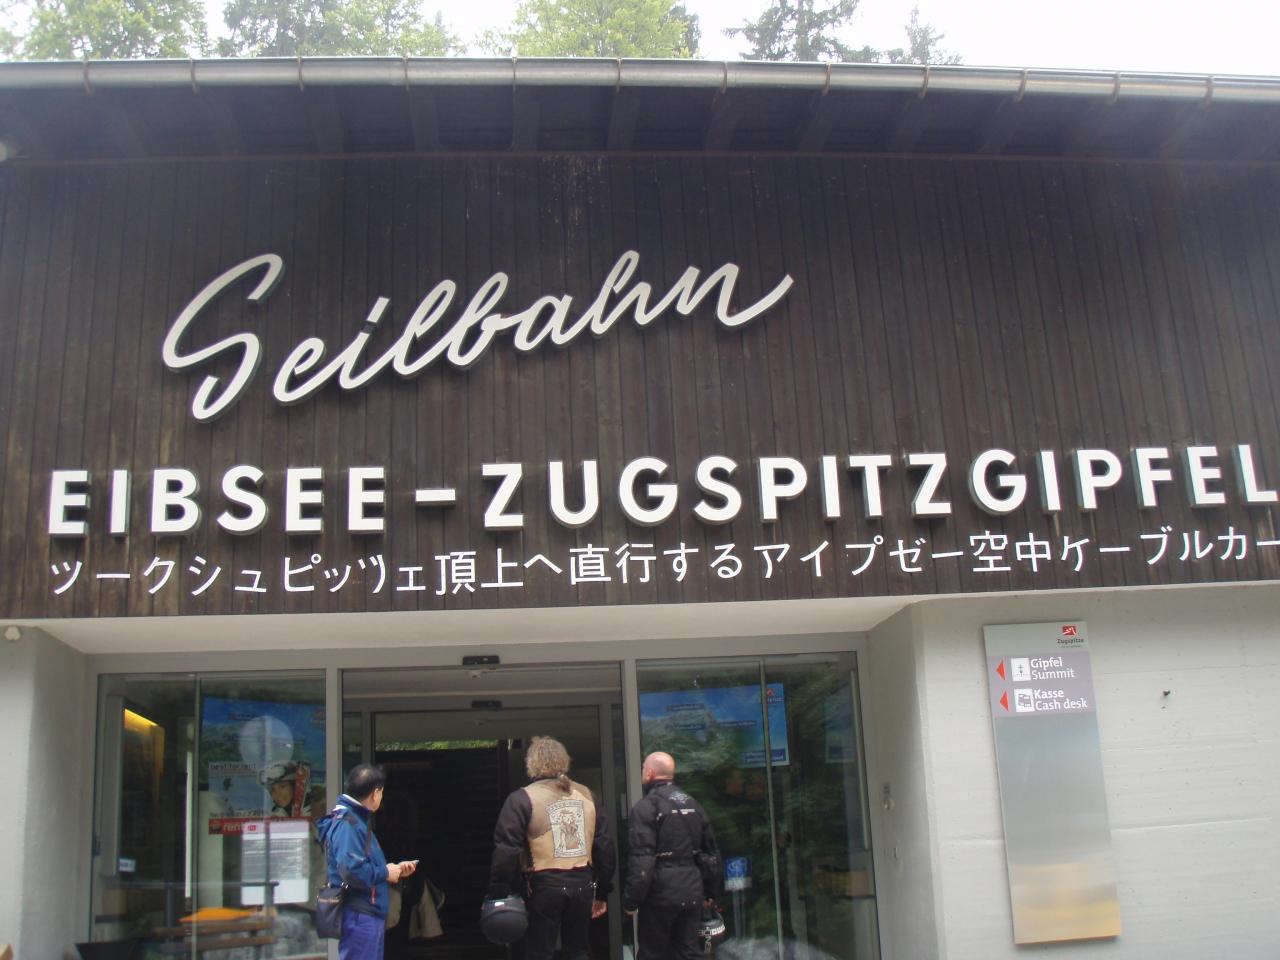 Seilbahn
EIBSEE-ZUGSPITZGIPFEL
ツークシュピッツェ頂上へ直行するアイプゼー空中ケーブルカー
Zugspitze
Gipfel
Summit
Kasse
Cash desk
rent